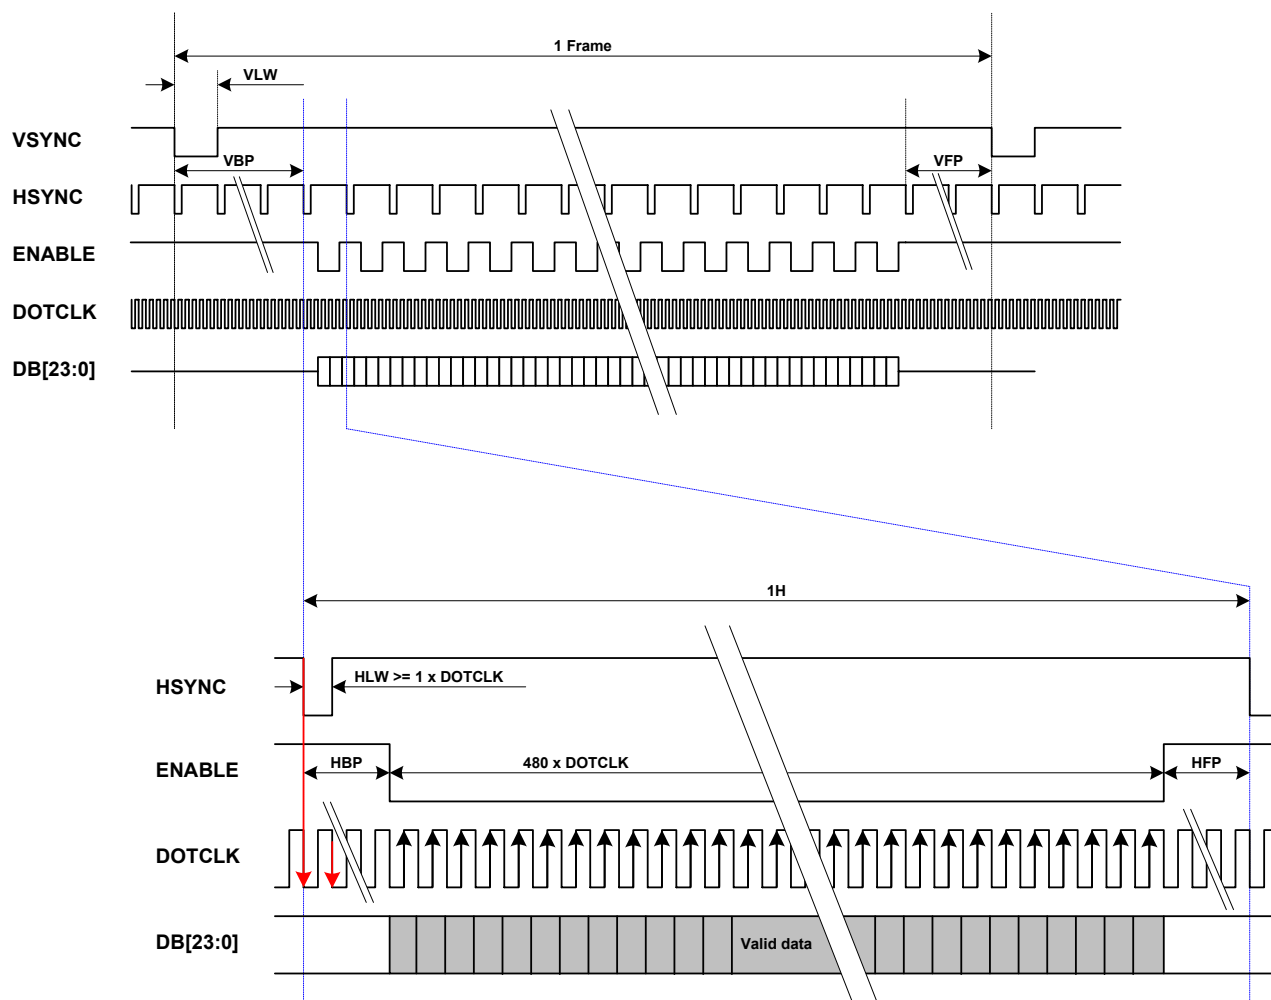 1 Frame
VLW
VSYNC
VBP
VFP
HSYNC
ENABLE
DOTCLK
DB[23:0]
1H
HSYNC
HLW >= 1 x DOTCLK
ENABLE
HBP
480 x DOTCLK
HFP
DOTCLK
DB[23:0]
Valid data